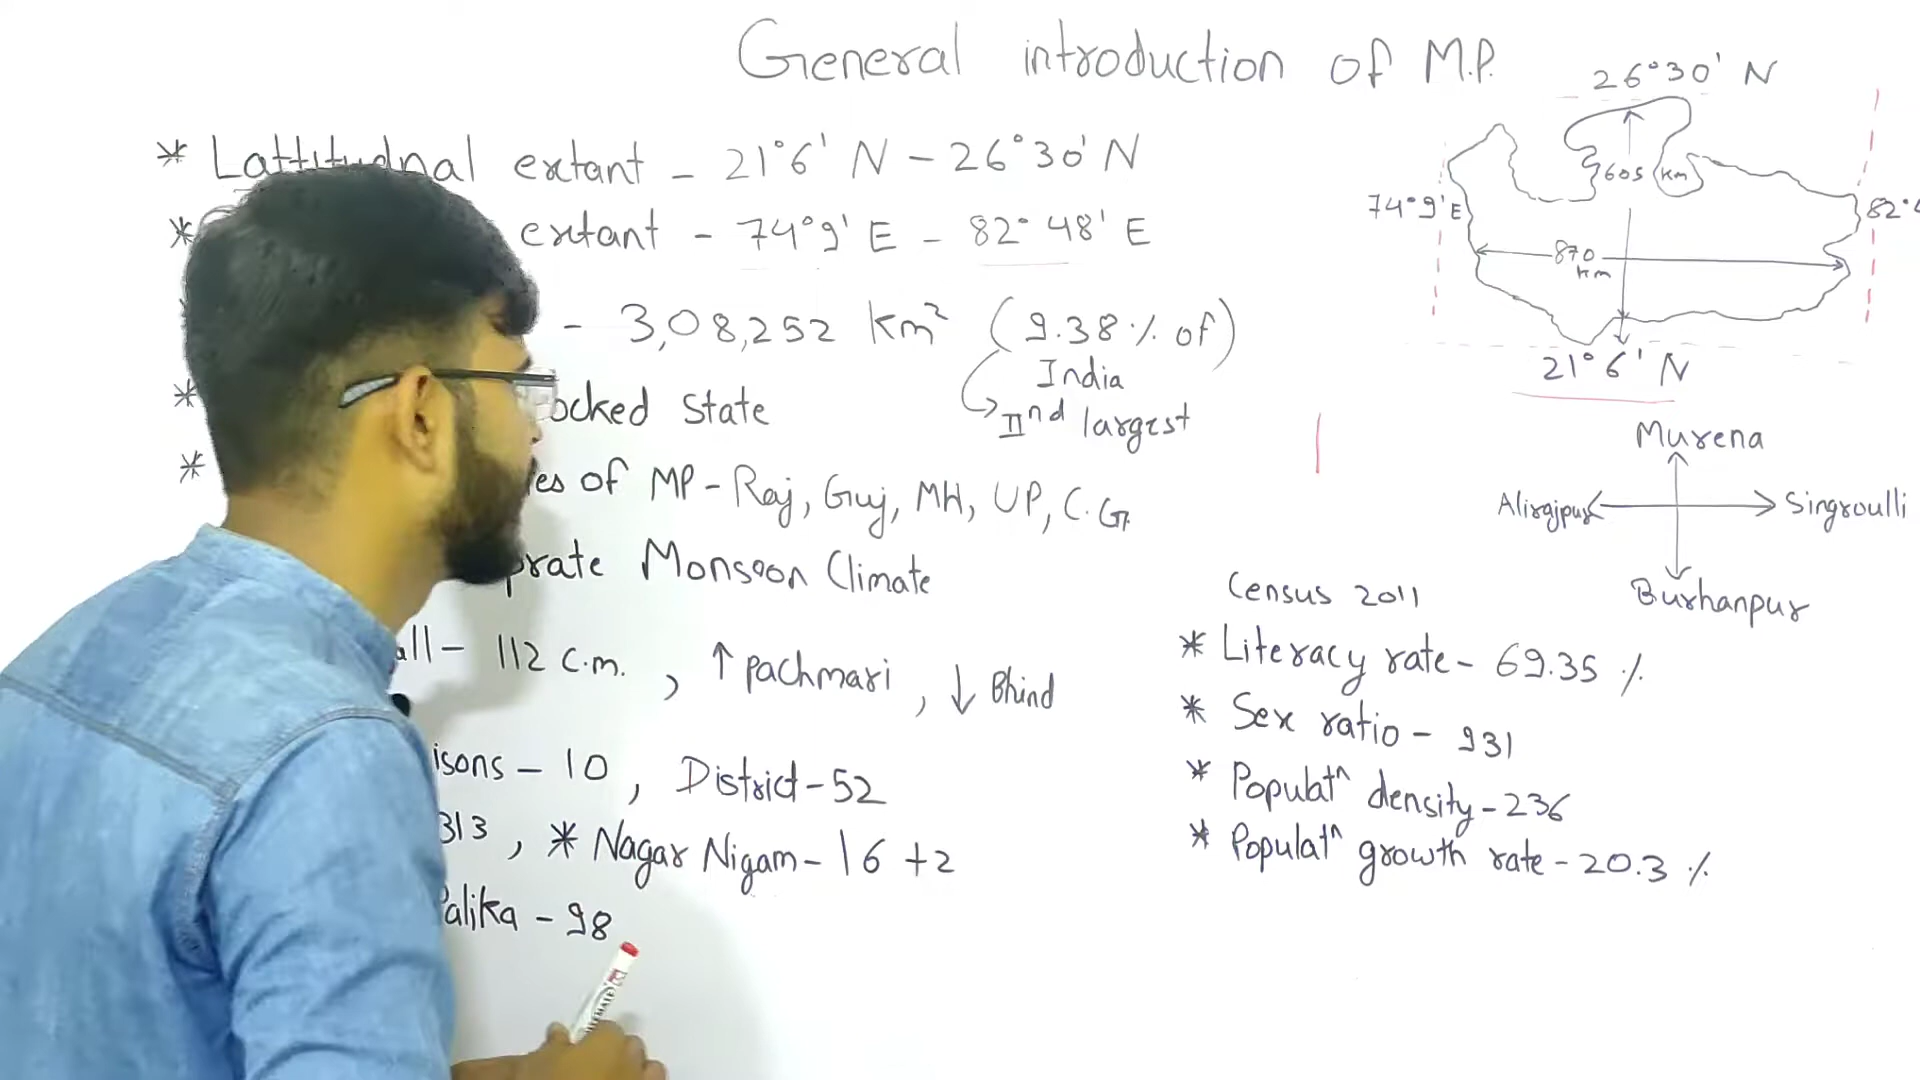 General introduction of M.P.
* Lattitudnal extant - 21°6' N - 26°30' N
* extant - 74°9' E - 82° 48' E
- 3,08,252 km² (9.38 % of)
India
IInd largest
* ocked State
* es of MP - Raj, Guj, MH, UP, C.G.
prate Monsoon Climate
all - 112 c.m. , ↑ pachmari , ↓ Bhind
isons - 10 , District - 52
313 , * Nagar Nigam - 16 + 2
Palika - 98
26°30' N
605 km
74°9' E
82°4
870 km
21°6' N
Murena
Alirajpur
Singroulli
Burhanpur
Census 2011
* Literacy rate - 69.35 %
* Sex ratio - 931
* Populatⁿ density - 236
* Populatⁿ growth rate - 20.3 %